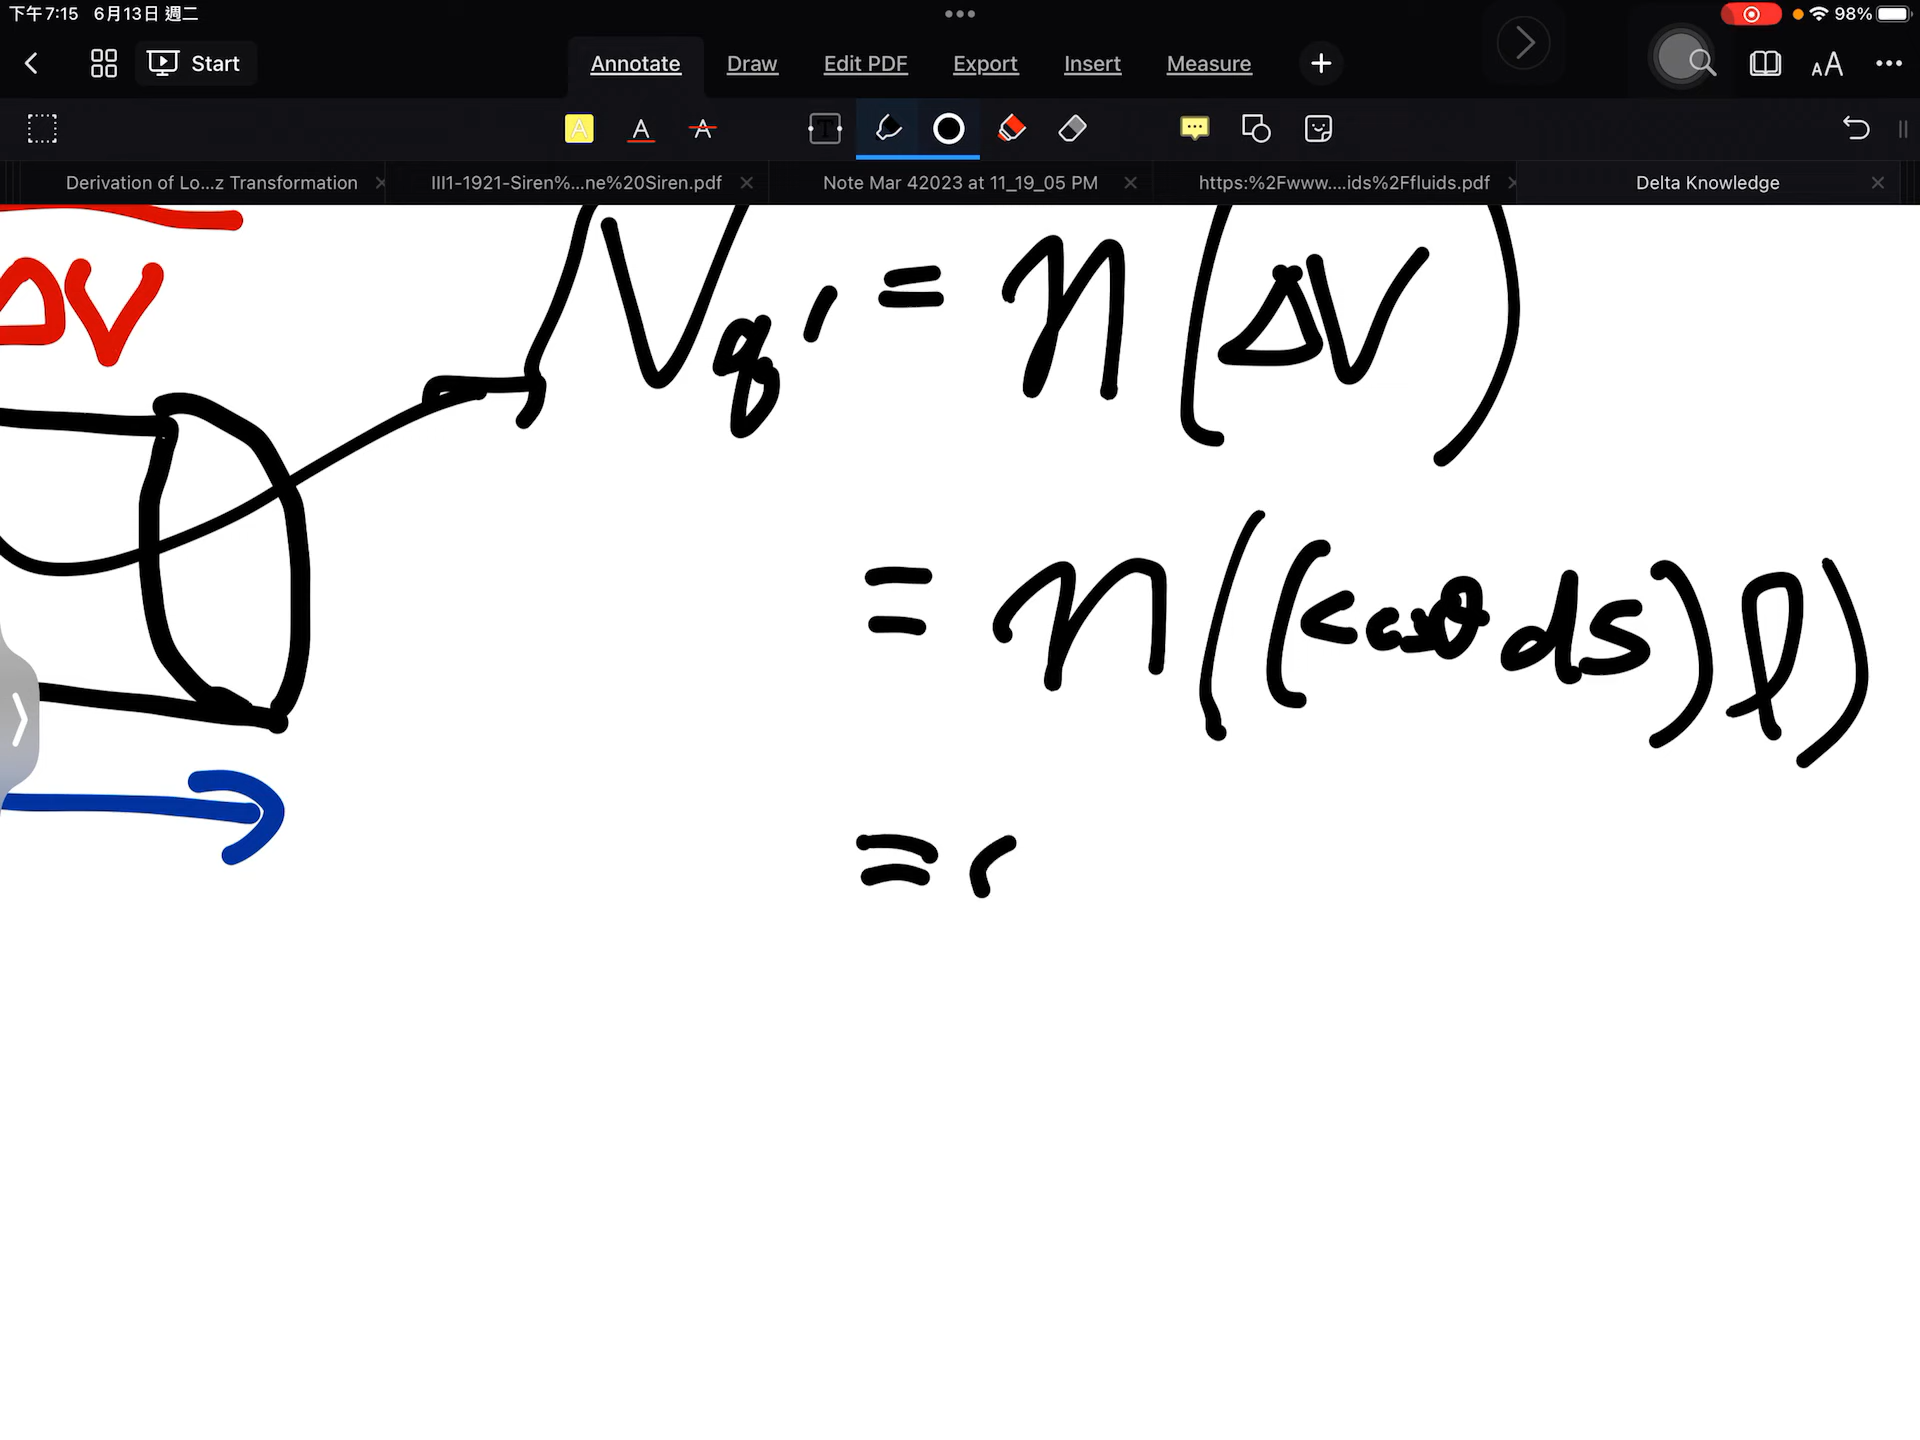 下午7:15 6月13日 週二 98%
Start Annotate Draw Edit PDF Export Insert Measure AA
A A A T
Derivation of Lo...z Transformation III1-1921-Siren%...ne%20Siren.pdf Note Mar 42023 at 11_19_05 PM https:%2Fwww....ids%2Ffluids.pdf Delta Knowledge
ΔV
Nq' = n(ΔV)
= n((cosθ ds) l)
=